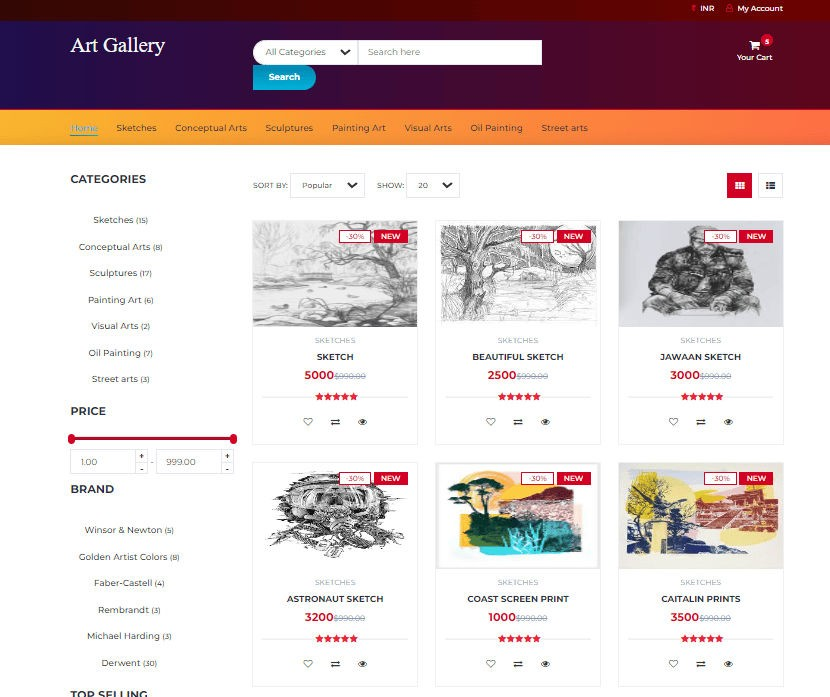 INR My Account
Art Gallery
All Categories Search here
Search
5
Your Cart
Home Sketches Conceptual Arts Sculptures Painting Art Visual Arts Oil Painting Street arts
CATEGORIES
Sketches (15)
Conceptual Arts (8)
Sculptures (17)
Painting Art (6)
Visual Arts (2)
Oil Painting (7)
Street arts (3)
PRICE
1.00 + - - 999.00 + -
BRAND
Winsor & Newton (5)
Golden Artist Colors (8)
Faber-Castell (4)
Rembrandt (3)
Michael Harding (3)
Derwent (30)
TOP SELLING
SORT BY: Popular SHOW: 20
-30% NEW
SKETCHES
SKETCH
5000$990.00
-30% NEW
SKETCHES
BEAUTIFUL SKETCH
2500$990.00
-30% NEW
SKETCHES
JAWAAN SKETCH
3000$990.00
-30% NEW
SKETCHES
ASTRONAUT SKETCH
3200$990.00
-30% NEW
SKETCHES
COAST SCREEN PRINT
1000$990.00
-30% NEW
SKETCHES
CAITALIN PRINTS
3500$990.00